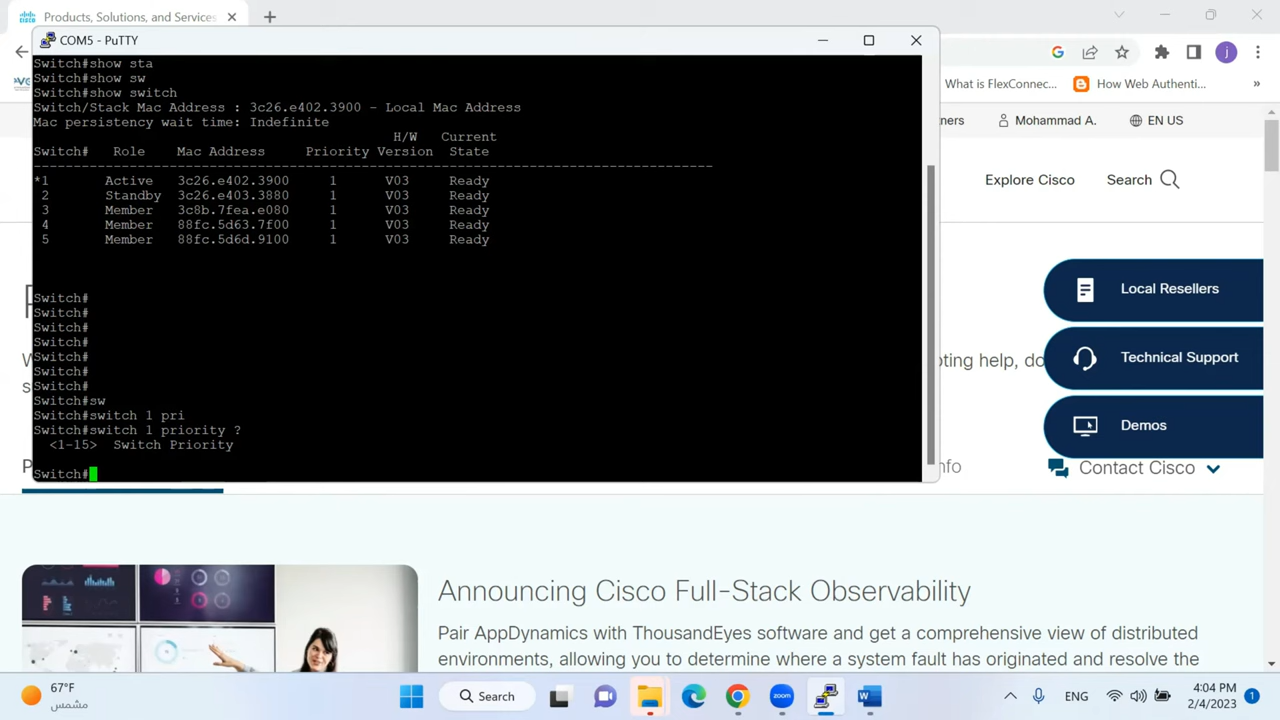 Products, Solutions, and Services
COM5 - PuTTY
Switch#show sta
Switch#show sw
Switch#show switch
Switch/Stack Mac Address : 3c26.e402.3900 - Local Mac Address
Mac persistency wait time: Indefinite
H/W Current
Switch# Role Mac Address Priority Version State
*1 Active 3c26.e402.3900 1 V03 Ready
2 Standby 3c26.e403.3880 1 V03 Ready
3 Member 3c8b.7fea.e080 1 V03 Ready
4 Member 88fc.5d63.7f00 1 V03 Ready
5 Member 88fc.5d6d.9100 1 V03 Ready
Switch#
Switch#
Switch#
Switch#
Switch#
Switch#
Switch#
Switch#sw
Switch#switch 1 pri
Switch#switch 1 priority ?
<1-15> Switch Priority
Switch#
j
What is FlexConnec...
How Web Authenti...
»
ners
Mohammad A.
EN US
Explore Cisco
Search
Local Resellers
pting help, do
Technical Support
Demos
nfo
Contact Cisco
Announcing Cisco Full-Stack Observability
Pair AppDynamics with ThousandEyes software and get a comprehensive view of distributed
environments, allowing you to determine where a system fault has originated and resolve the
67°F
مشمس
Search
zoom
W
ENG
4:04 PM
2/4/2023
1